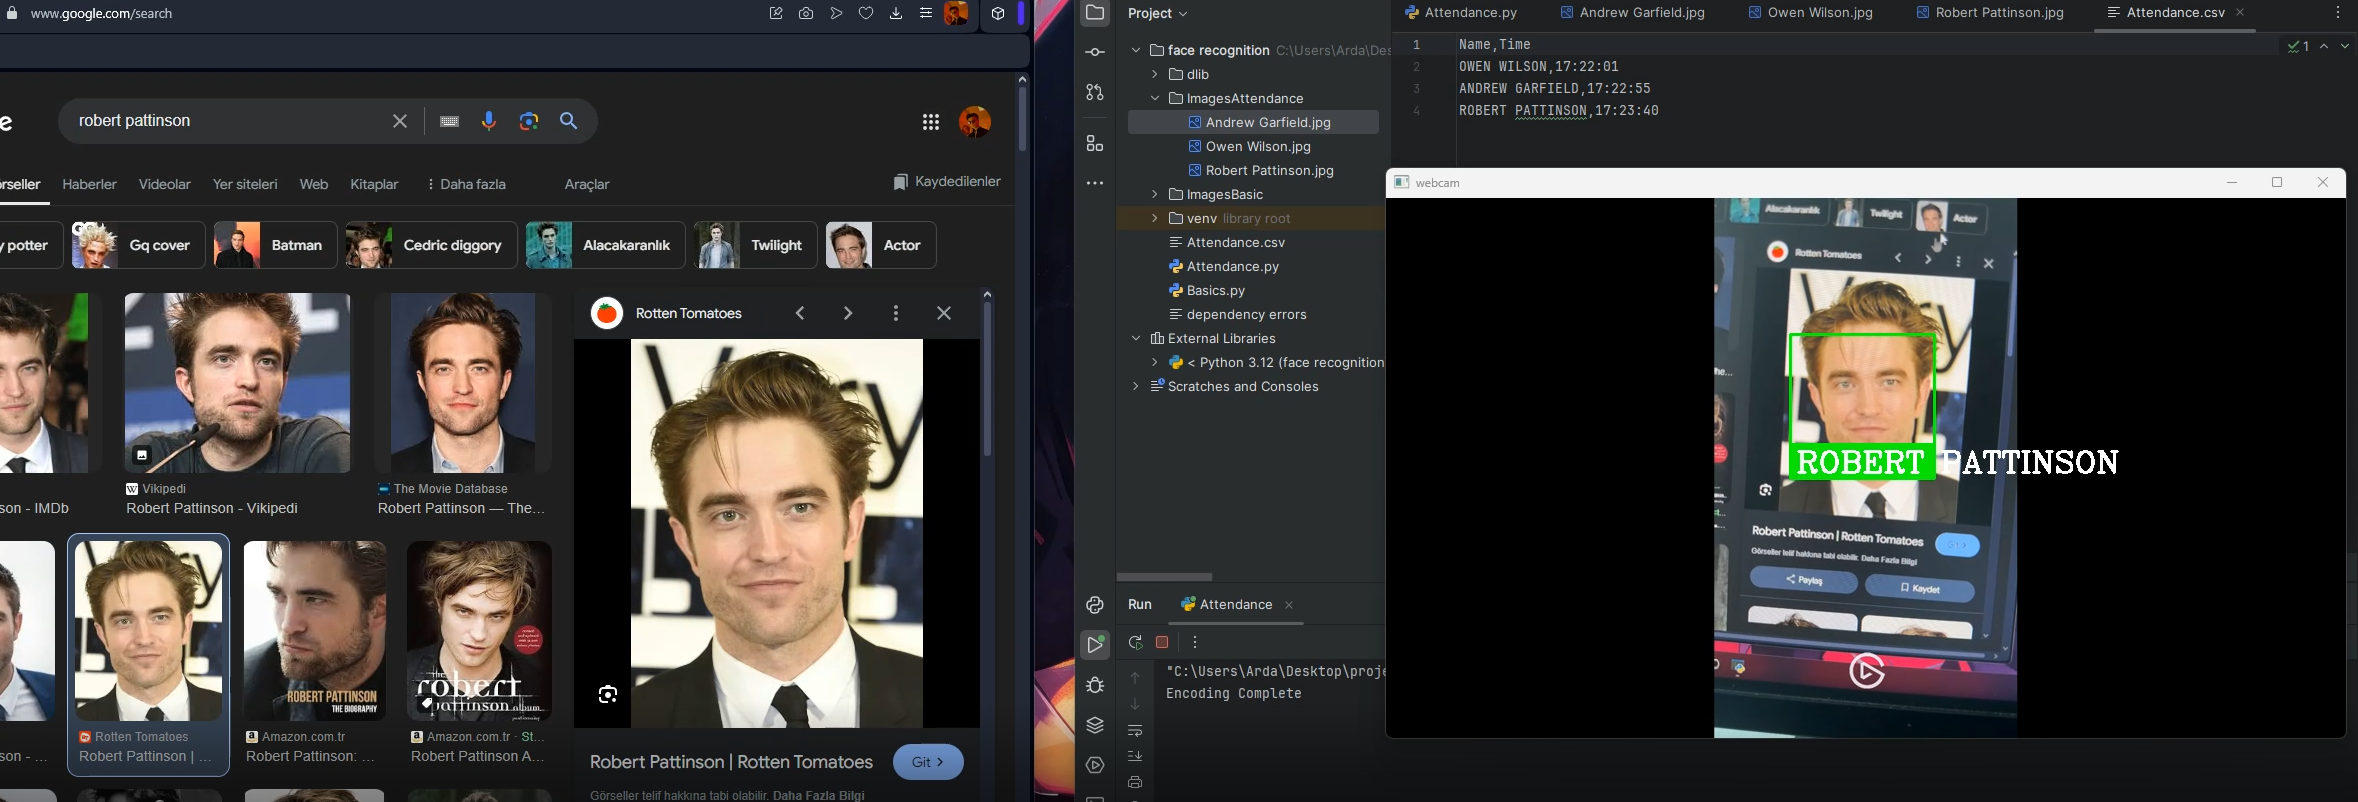 www.google.com/search
e
robert pattinson
örseller
Haberler
Videolar
Yer siteleri
Web
Kitaplar
Daha fazla
Araçlar
Kaydedilenler
y potter
Gq cover
Batman
Cedric diggory
Alacakaranlık
Twilight
Actor
Rotten Tomatoes
son - IMDb
Vikipedi
Robert Pattinson - Vikipedi
The Movie Database
Robert Pattinson — The...
ROBERT PATTINSON
THE BIOGRAPHY
the
robert
pattinson album
son - ...
Rotten Tomatoes
Robert Pattinson | ...
Amazon.com.tr
Robert Pattinson: ...
Amazon.com.tr · St...
Robert Pattinson A...
Robert Pattinson | Rotten Tomatoes
Git >
Görseller telif hakkına tabi olabilir. Daha Fazla Bilgi
Project
face recognition C:\Users\Arda\Des
dlib
ImagesAttendance
Andrew Garfield.jpg
Owen Wilson.jpg
Robert Pattinson.jpg
ImagesBasic
venv library root
Attendance.csv
Attendance.py
Basics.py
dependency errors
External Libraries
< Python 3.12 (face recognition
Scratches and Consoles
Run
Attendance
"C:\Users\Arda\Desktop\proje
Encoding Complete
Attendance.py
Andrew Garfield.jpg
Owen Wilson.jpg
Robert Pattinson.jpg
Attendance.csv
1 Name,Time
2 OWEN WILSON,17:22:01
3 ANDREW GARFIELD,17:22:55
4 ROBERT PATTINSON,17:23:40
1
webcam
Alacakaranlık
Twilight
Actor
Rotten Tomatoes
ROBERT PATTINSON
Robert Pattinson | Rotten Tomatoes
Git >
Görseller telif hakkına tabi olabilir. Daha Fazla Bilgi
Paylaş
Kaydet